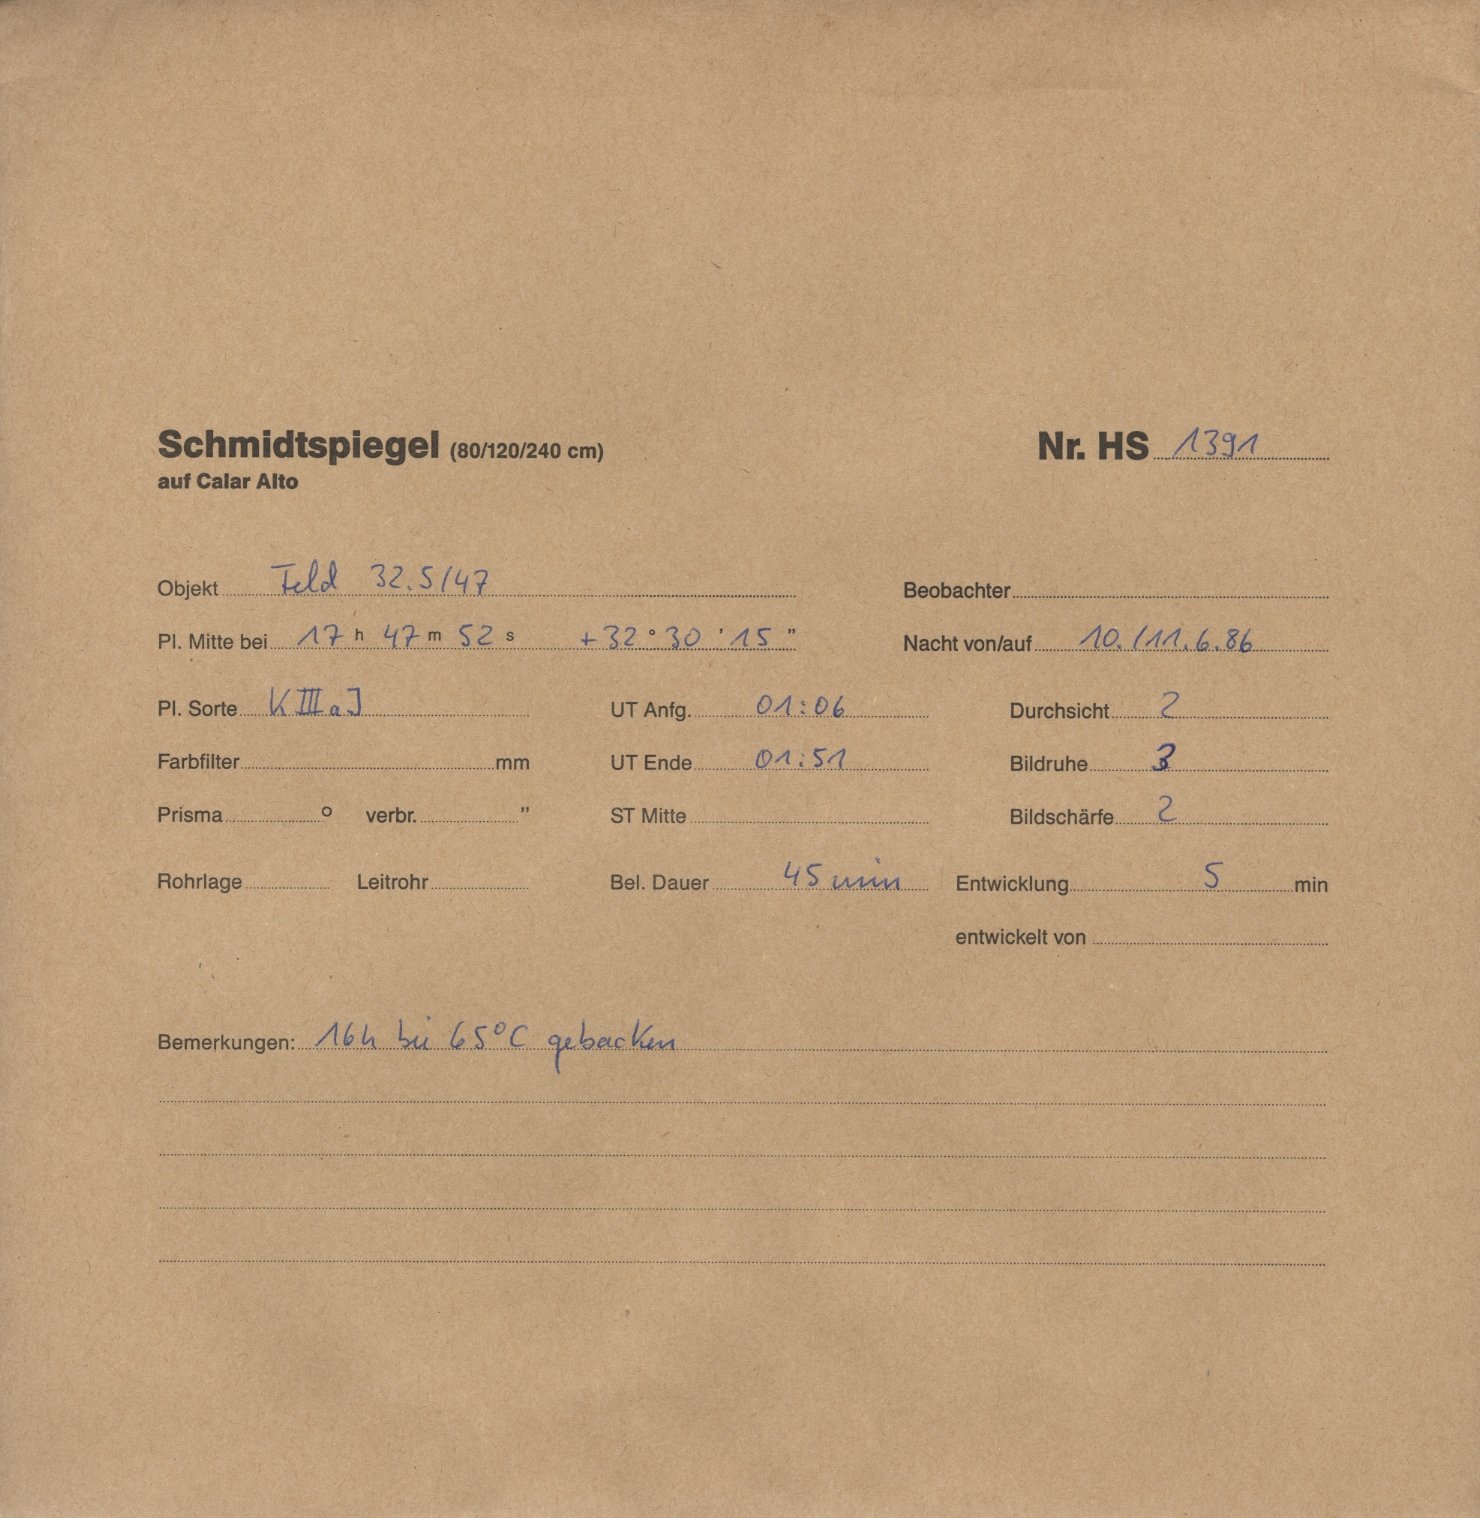 Schmidtspiegel (80/120/240 cm) Nr. HS 1391
auf Calar Alto
Objekt Feld 32.5/47 Beobachter
Pl. Mitte bei 17 h 47 m 52 s +32 ° 30 ' 15 " Nacht von/auf 10./11.6.86
Pl. Sorte K III a J UT Anfg. 01:06 Durchsicht 2
Farbfilter mm UT Ende 01:51 Bildruhe 3
Prisma ° verbr. " ST Mitte Bildschärfe 2
Rohrlage Leitrohr Bel. Dauer 45 min Entwicklung 5 min
entwickelt von
Bemerkungen: 16h bei 65°C gebacken